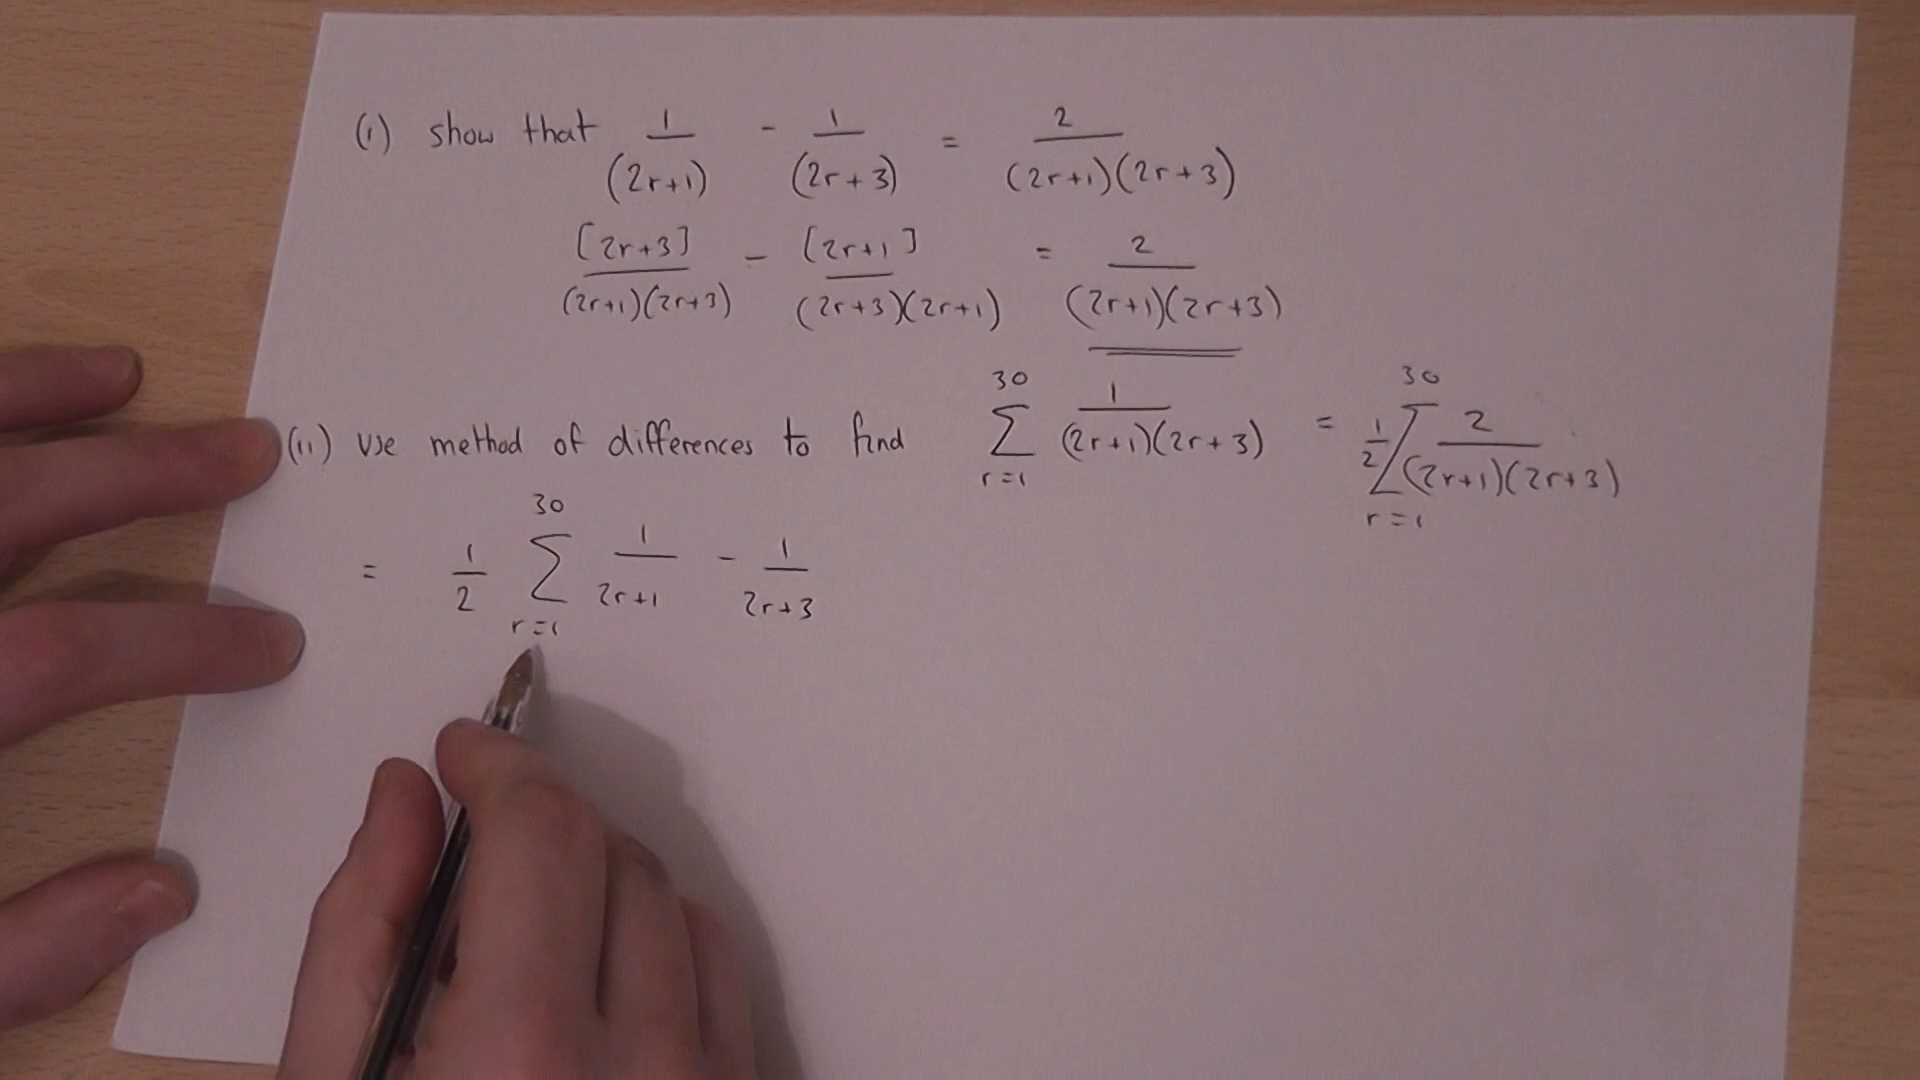 (i) show that 1/(2r+1) - 1/(2r+3) = 2/(2r+1)(2r+3)
[2r+3]/(2r+1)(2r+3) - [2r+1]/(2r+3)(2r+1) = 2/(2r+1)(2r+3)
(ii) use method of differences to find 30 Σ r=1 1/(2r+1)(2r+3) = 1/2 30 Σ r=1 2/(2r+1)(2r+3)
= 1/2 30 Σ r=1 1/2r+1 - 1/2r+3